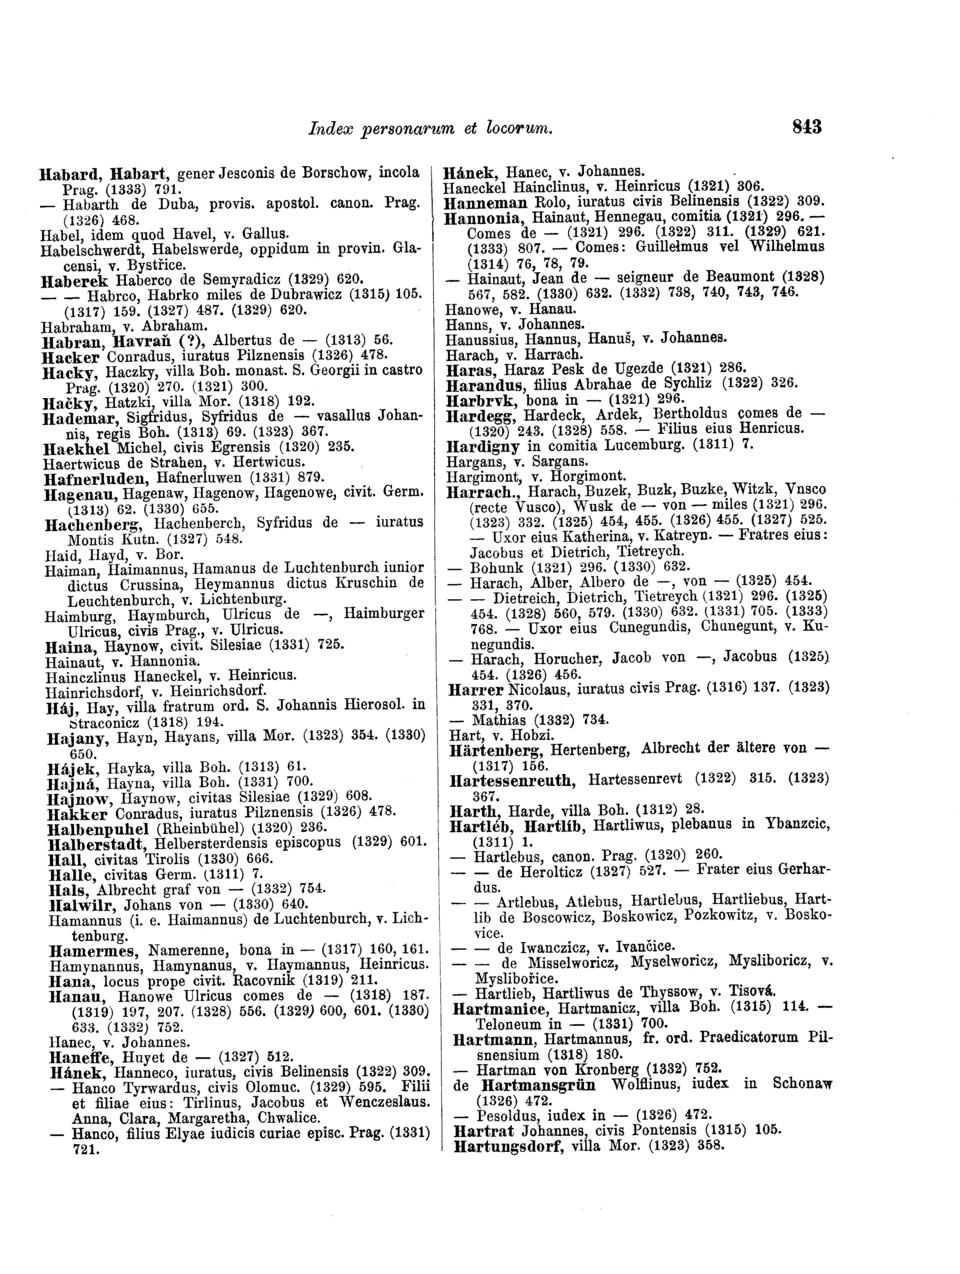 Index personarum et locorum. 843
Habard, Habart, gener Jesconis de Borschow, incola
Prag. (1333) 791.
— Habarth de Duba, provis. apostol. canon. Prag.
(1326) 468.
Habel, idem quod Havel, v. Gallus.
Habelschwerdt, Habelswerde, oppidum in provin. Gla-
censi, v. Bystřice.
Haberek Haberco de Semyradicz (1329) 620.
— — Habrco, Habrko miles de Dubrawicz (1315) 105.
(1317) 159. (1327) 487. (1329) 620.
Habraham, v. Abraham.
Habran, Havraň (?), Albertus de — (1313) 56.
Hacker Conradus, iuratus Pilznensis (1326) 478.
Hacky, Haczky, villa Boh. monast. S. Georgii in castro
Prag. (1320) 270. (1321) 300.
Hačky, Hatzki, villa Mor. (1318) 192.
Hademar, Sigfridus, Syfridus de — vasallus Johan-
nis, regis Boh. (1313) 69. (1323) 367.
Haekhel Michel, civis Egrensis (1320) 235.
Haertwicus de Strahen, v. Hertwicus.
Hafnerluden, Hafnerluwen (1331) 879.
Hagenau, Hagenaw, Hagenow, Hagenowe, civit. Germ.
(1313) 62. (1330) 655.
Hachenberg, Hachenberch, Syfridus de — iuratus
Montis Kutn. (1327) 548.
Haid, Hayd, v. Bor.
Haiman, Haimannus, Hamanus de Luchtenburch iunior
dictus Crussina, Heymannus dictus Kruschin de
Leuchtenburch, v. Lichtenburg.
Haimburg, Haymburch, Ulricus de —, Haimburger
Ulricus, civis Prag., v. Ulricus.
Haina, Haynow, civit. Silesiae (1331) 725.
Hainaut, v. Hannonia.
Hainczlinus Haneckel, v. Heinricus.
Hainrichsdorf, v. Heinrichsdorf.
Háj, Hay, villa fratrum ord. S. Johannis Hierosol. in
Straconicz (1318) 194.
Hajany, Hayn, Hayans, villa Mor. (1323) 354. (1330)
650.
Hájek, Hayka, villa Boh. (1313) 61.
Hajná, Hayna, villa Boh. (1331) 700.
Hajnow, Haynow, civitas Silesiae (1329) 608.
Hakker Conradus, iuratus Pilznensis (1326) 478.
Halbenpuhel (Rheinbühel) (1320) 236.
Halberstadt, Helbersterdensis episcopus (1329) 601.
Hall, civitas Tirolis (1330) 666.
Halle, civitas Germ. (1311) 7.
Hals, Albrecht graf von — (1332) 754.
Halwilr, Johans von — (1330) 640.
Hamannus (i. e. Haimannus) de Luchtenburch, v. Lich-
tenburg.
Hamermes, Namerenne, bona in — (1317) 160, 161.
Hamynannus, Hamynanus, v. Haymannus, Heinricus.
Hana, locus prope civit. Racovnik (1319) 211.
Hanau, Hanowe Ulricus comes de — (1318) 187.
(1319) 197, 207. (1328) 556. (1329) 600, 601. (1330)
633. (1332) 752.
Hanec, v. Johannes.
Haneffe, Huyet de — (1327) 512.
Hánek, Hanneco, iuratus, civis Belinensis (1322) 309.
— Hanco Tyrwardus, civis Olomuc. (1329) 595. Filii
et filiae eius: Tirlinus, Jacobus et Wenczeslaus.
Anna, Clara, Margaretha, Chwalice.
— Hanco, filius Elyae iudicis curiae episc. Prag. (1331)
721.
Hánek, Hanec, v. Johannes.
Haneckel Hainclinus, v. Heinricus (1321) 306.
Hanneman Rolo, iuratus civis Belinensis (1322) 309.
Hannonia, Hainaut, Hennegau, comitia (1321) 296. —
Comes de — (1321) 296. (1322) 311. (1329) 621.
(1333) 807. — Comes: Guillelmus vel Wilhelmus
(1314) 76, 78, 79.
— Hainaut, Jean de — seigneur de Beaumont (1328)
567, 582. (1330) 632. (1332) 738, 740, 743, 746.
Hanowe, v. Hanau.
Hanns, v. Johannes.
Hanussius, Hannus, Hanuš, v. Johannes.
Harach, v. Harrach.
Haras, Haraz Pesk de Ugezde (1321) 286.
Harandus, filius Abrahae de Sychliz (1322) 326.
Harbrvk, bona in — (1321) 296.
Hardegg, Hardeck, Ardek, Bertholdus comes de —
(1320) 243. (1328) 558. — Filius eius Henricus.
Hardigny in comitia Lucemburg. (1311) 7.
Hargans, v. Sargans.
Hargimont, v. Horgimont.
Harrach., Harach, Buzek, Buzk, Buzke, Witzk, Vnsco
(recte Vusco), Wusk de — von — miles (1321) 296.
(1323) 332. (1325) 454, 455. (1326) 455. (1327) 525.
— Uxor eius Katherina, v. Katreyn. — Fratres eius:
Jacobus et Dietrich, Tietreych.
— Bohunk (1321) 296. (1330) 632.
— Harach, Alber, Albero de —, von — (1325) 454.
— — Dietreich, Dietrich, Tietreych (1321) 296. (1325)
454. (1328) 560, 579. (1330) 632. (1331) 705. (1333)
768. — Uxor eius Cunegundis, Chunegunt, v. Ku-
negundis.
— Harach, Horucher, Jacob von —, Jacobus (1325)
454. (1326) 456.
Harrer Nicolaus, iuratus civis Prag. (1316) 137. (1323)
331, 370.
— Mathias (1332) 734.
Hart, v. Hobzi.
Härtenberg, Hertenberg, Albrecht der ältere von —
(1317) 156.
Hartessenreuth, Hartessenrevt (1322) 315. (1323)
367.
Harth, Harde, villa Boh. (1312) 28.
Hartléb, Hartlib, Hartliwus, plebanus in Ybanzcic,
(1311) 1.
— Hartlebus, canon. Prag. (1320) 260.
— — de Herolticz (1327) 527. — Frater eius Gerhar-
dus.
— — Artlebus, Atlebus, Hartlebus, Hartliebus, Hart-
lib de Boscowicz, Boskowicz, Pozkowitz, v. Bosko-
vice.
— — de Iwanczicz, v. Ivančice.
— — de Misselworicz, Myselworicz, Mysliboricz, v.
Myslibořice.
— Hartlieb, Hartliwus de Thyssow, v. Tisová.
Hartmanice, Hartmanicz, villa Boh. (1315) 114. —
Teloneum in — (1331) 700.
Hartmann, Hartmannus, fr. ord. Praedicatorum Pil-
snensium (1318) 180.
— Hartman von Kronberg (1332) 752.
de Hartmansgrün Wolflinus, iudex in Schonaw
(1326) 472.
— Pesoldus, iudex in — (1326) 472.
Hartrat Johannes, civis Pontensis (1315) 105.
Hartungsdorf, villa Mor. (1323) 358.